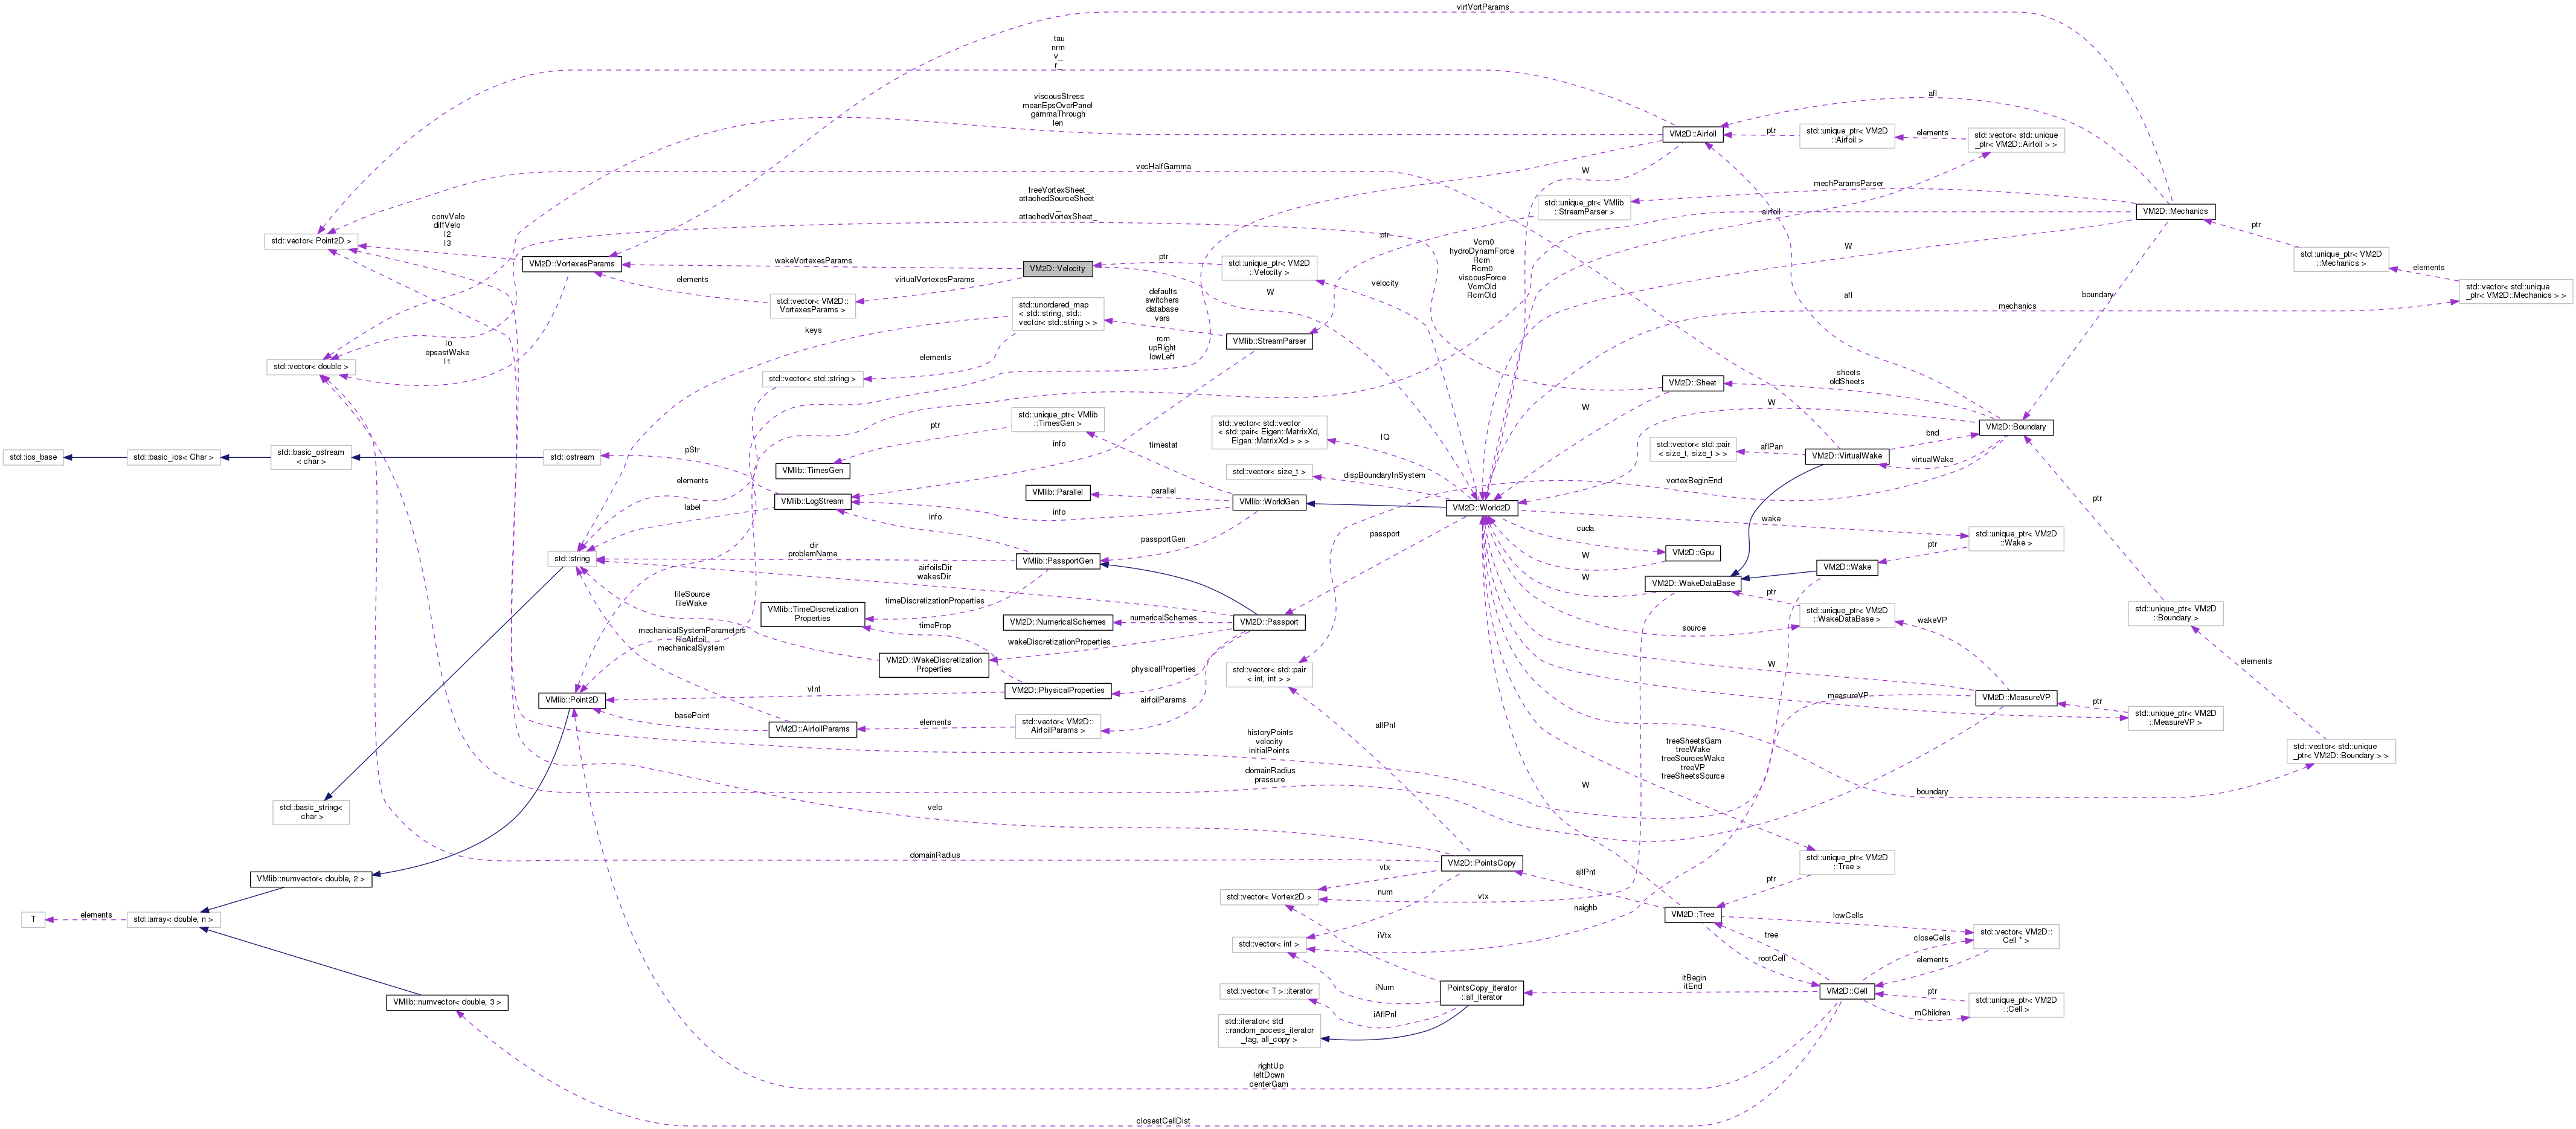 virtVortParams
tau
nrm
v_
r_
viscousStress
meanEpsOverPanel
gammaThrough
len
afl
VM2D::Airfoil
ptr
std::unique_ptr< VM2D
::Airfoil >
elements
std::vector< std::unique
_ptr< VM2D::Airfoil > >
vecHalfGamma
W
mechParamsParser
freeVortexSheet_
attachedSourceSheet
_
attachedVortexSheet_
std::unique_ptr< VMlib
::StreamParser >
airfoil
VM2D::Mechanics
ptr
convVelo
diffVelo
I2
I3
std::vector< Point2D >
VM2D::VortexesParams
wakeVortexesParams
VM2D::Velocity
ptr
std::unique_ptr< VM2D
::Velocity >
ptr
Vcm0
hydroDynamForce
Rcm
Rcm0
viscousForce
VcmOld
RcmOld
W
std::unique_ptr< VM2D
::Mechanics >
elements
std::vector< std::unique
_ptr< VM2D::Mechanics > >
elements
virtualVortexesParams
std::vector< VM2D::
VortexesParams >
W
velocity
afl
boundary
mechanics
defaults
switchers
database
vars
std::unordered_map
< std::string, std::
vector< std::string > >
keys
VMlib::StreamParser
I0
epsastWake
I1
std::vector< double >
rcm
upRight
lowLeft
elements
std::vector< std::string >
VM2D::Sheet
sheets
oldSheets
W
W
VM2D::Boundary
std::unique_ptr< VMlib
::TimesGen >
ptr
info
timestat
std::vector< std::vector
< std::pair< Eigen::MatrixXd,
Eigen::MatrixXd > > >
IQ
std::vector< std::pair
< size_t, size_t > >
aflPan
bnd
VM2D::VirtualWake
virtualWake
std::ios_base
std::basic_ios< Char >
std::basic_ostream
< char >
std::ostream
pStr
VMlib::TimesGen
std::vector< size_t >
dispBoundaryInSystem
vortexBeginEnd
elements
VMlib::LogStream
VMlib::Parallel
parallel
VMlib::WorldGen
info
VM2D::World2D
ptr
label
info
passportGen
passport
cuda
wake
std::unique_ptr< VM2D
::Wake >
std::string
dir
problemName
VMlib::PassportGen
W
VM2D::Gpu
ptr
VM2D::Wake
airfoilsDir
wakesDir
W
VM2D::WakeDataBase
ptr
fileSource
fileWake
timeDiscretizationProperties
VMlib::TimeDiscretization
Properties
VM2D::NumericalSchemes
numericalSchemes
VM2D::Passport
std::unique_ptr< VM2D
::WakeDataBase >
wakeVP
std::unique_ptr< VM2D
::Boundary >
timeProp
source
mechanicalSystemParameters
fileAirfoil
mechanicalSystem
wakeDiscretizationProperties
VM2D::WakeDiscretization
Properties
physicalProperties
std::vector< std::pair
< int, int > >
W
elements
vInf
VM2D::PhysicalProperties
VMlib::Point2D
airfoilParams
measureVP
VM2D::MeasureVP
ptr
basePoint
VM2D::AirfoilParams
elements
std::vector< VM2D::
AirfoilParams >
aflPnl
std::unique_ptr< VM2D
::MeasureVP >
historyPoints
velocity
initialPoints
treeSheetsGam
treeWake
treeSourcesWake
treeVP
treeSheetsSource
std::vector< std::unique
_ptr< VM2D::Boundary > >
domainRadius
pressure
W
boundary
std::basic_string<
char >
velo
domainRadius
VM2D::PointsCopy
std::unique_ptr< VM2D
::Tree >
VMlib::numvector< double, 2 >
vtx
allPnt
ptr
std::vector< Vortex2D >
num
vtx
neighb
T
elements
std::array< double, n >
VM2D::Tree
lowCells
iVtx
std::vector< int >
tree
closeCells
std::vector< VM2D::
Cell * >
rootCell
elements
itBegin
itEnd
VMlib::numvector< double, 3 >
std::vector< T >::iterator
iNum
PointsCopy_iterator
::all_iterator
VM2D::Cell
ptr
std::unique_ptr< VM2D
::Cell >
iAflPnl
mChildren
std::iterator< std
::random_access_iterator
_tag, all_copy >
rightUp
leftDown
centerGam
closestCellDist